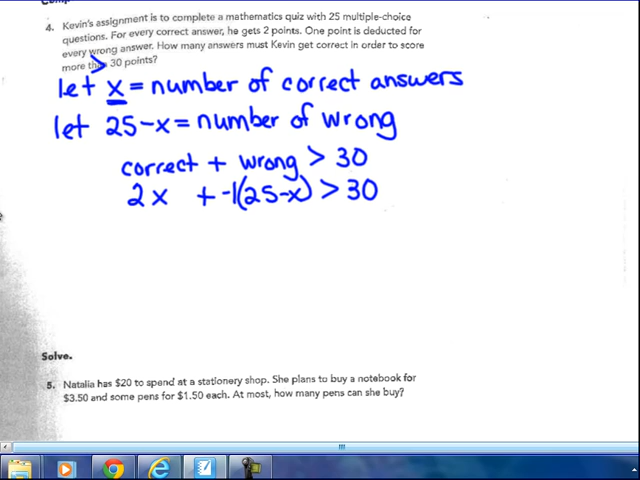 4. Kevin's assignment is to complete a mathematics quiz with 25 multiple-choice
questions. For every correct answer, he gets 2 points. One point is deducted for
every wrong answer. How many answers must Kevin get correct in order to score
>
more than 30 points?
let x = number of correct answers
let 25-x = number of wrong
correct + wrong > 30
2x + -1(25-x) > 30
Solve.
5. Natalia has $20 to spend at a stationery shop. She plans to buy a notebook for
$3.50 and some pens for $1.50 each. At most, how many pens can she buy?